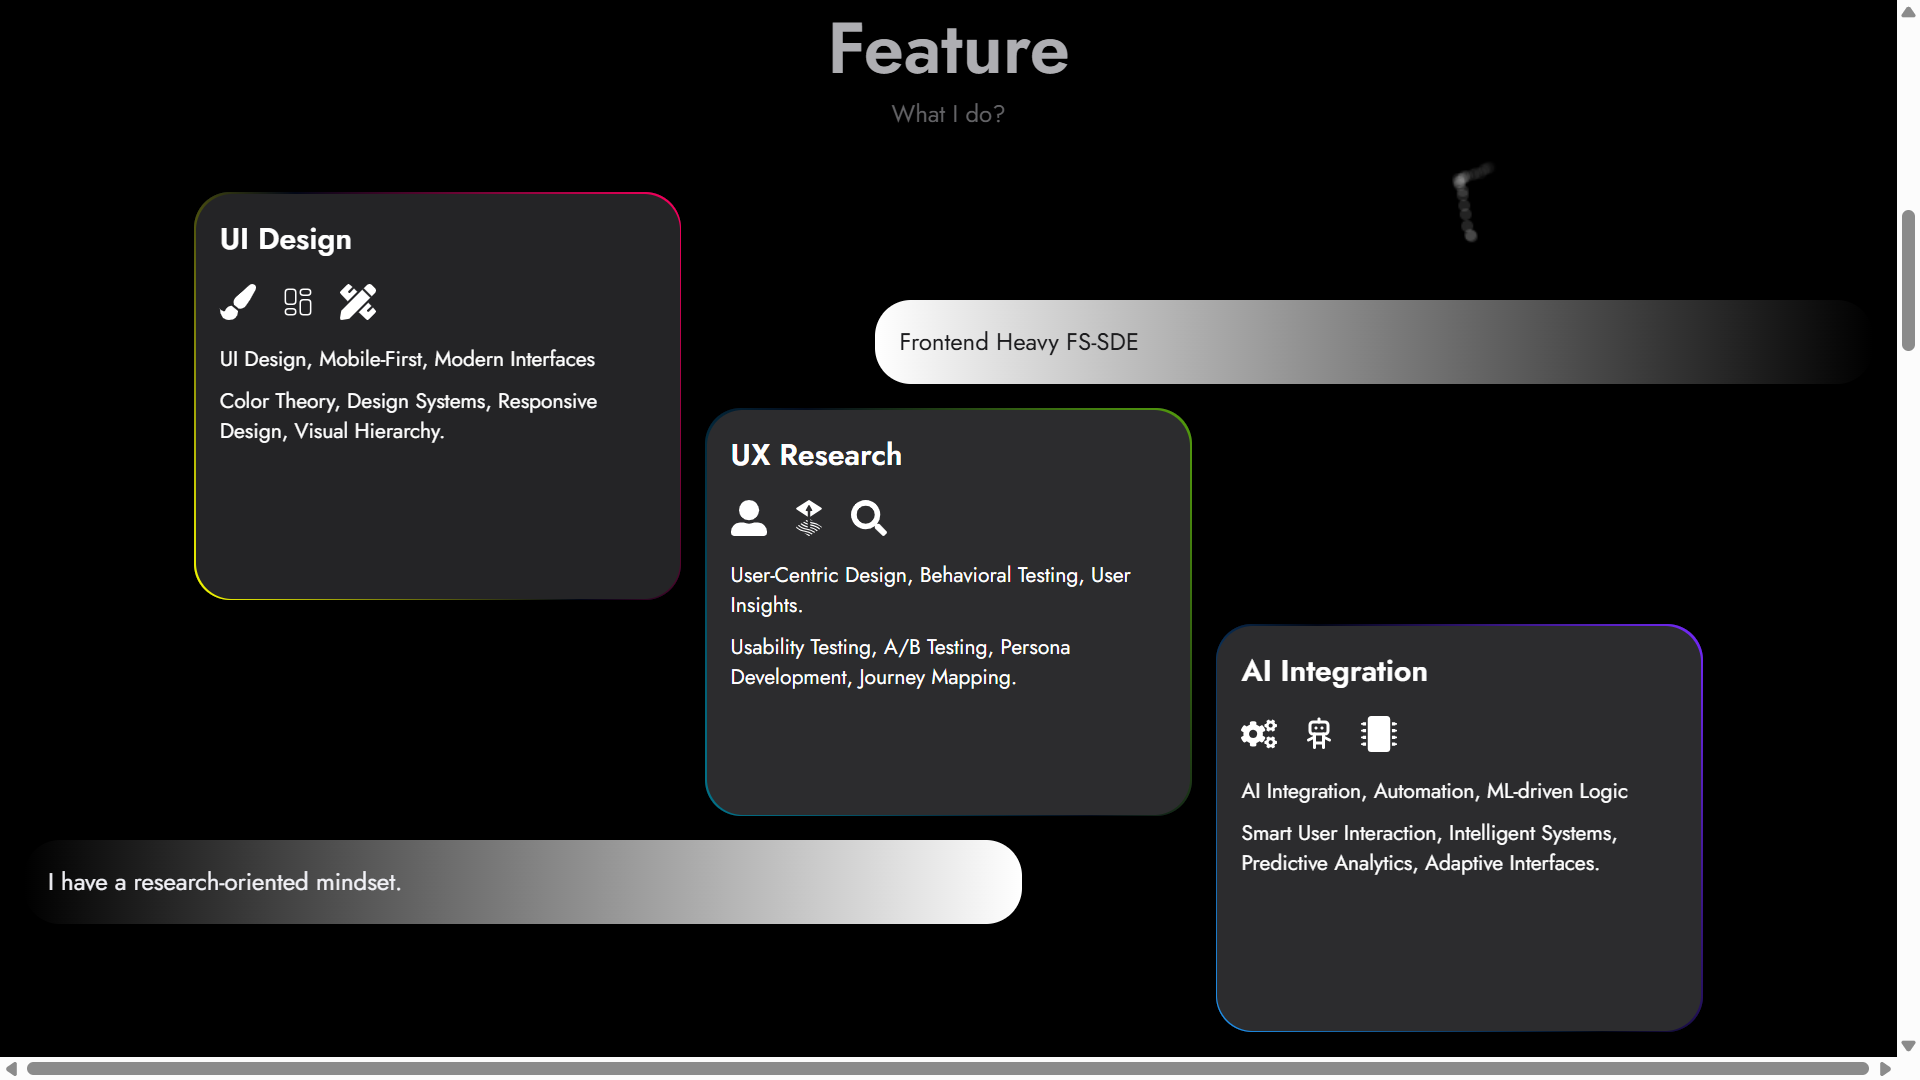 Feature
What I do?
UI Design
UI Design, Mobile-First, Modern Interfaces
Color Theory, Design Systems, Responsive
Design, Visual Hierarchy.
Frontend Heavy FS-SDE
UX Research
User-Centric Design, Behavioral Testing, User
Insights.
Usability Testing, A/B Testing, Persona
Development, Journey Mapping.
AI Integration
AI Integration, Automation, ML-driven Logic
Smart User Interaction, Intelligent Systems,
Predictive Analytics, Adaptive Interfaces.
I have a research-oriented mindset.